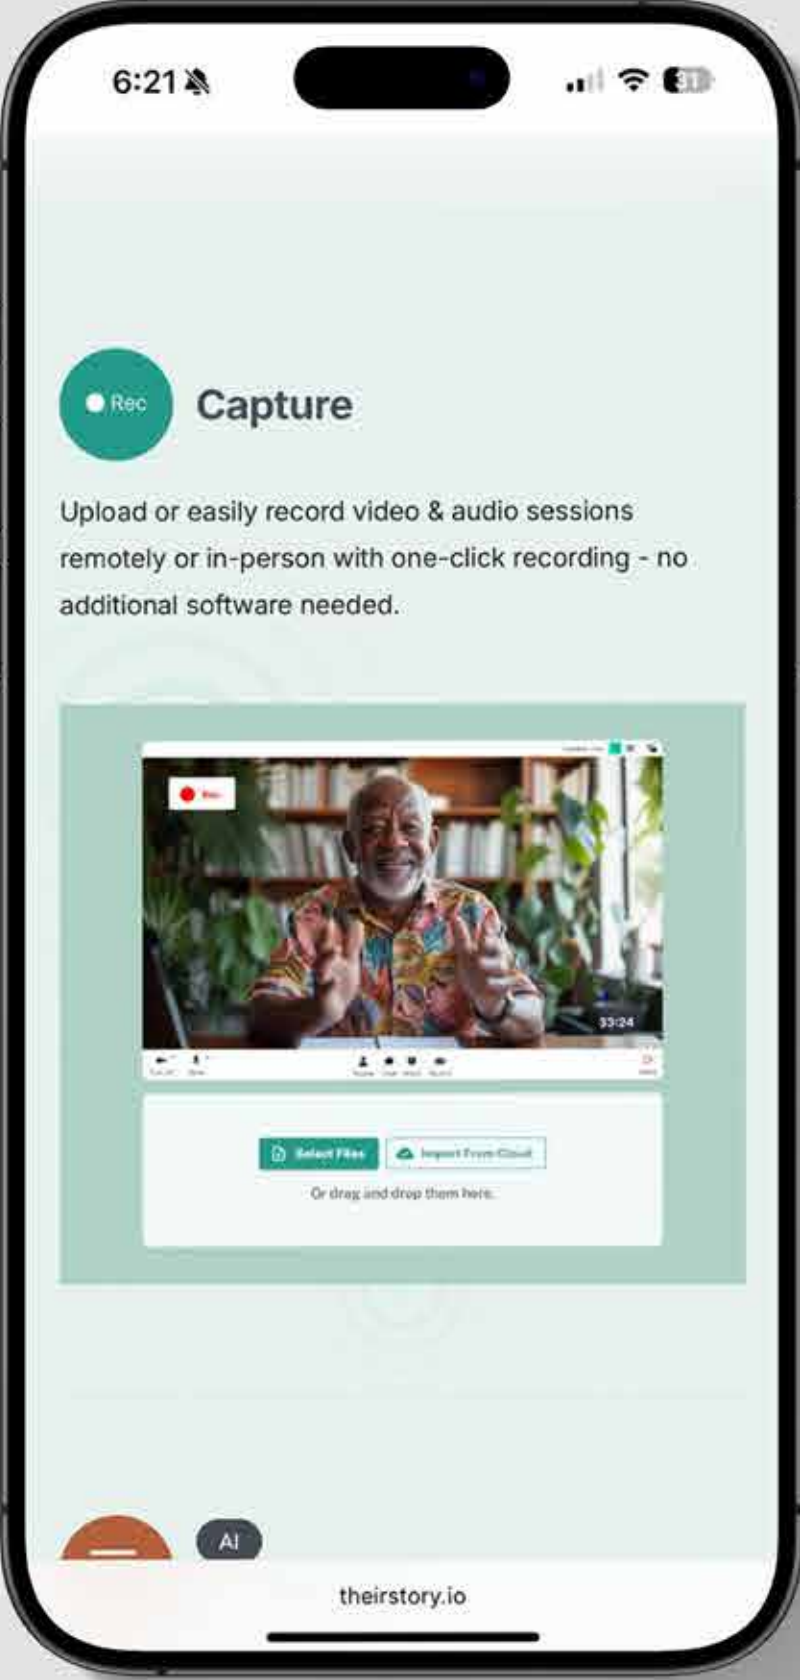 6:21
31
Rec
Capture
Upload or easily record video & audio sessions
remotely or in-person with one-click recording - no
additional software needed.
Rec
33:24
Select Files
Import From Cloud
Or drag and drop them here.
AI
theirstory.io